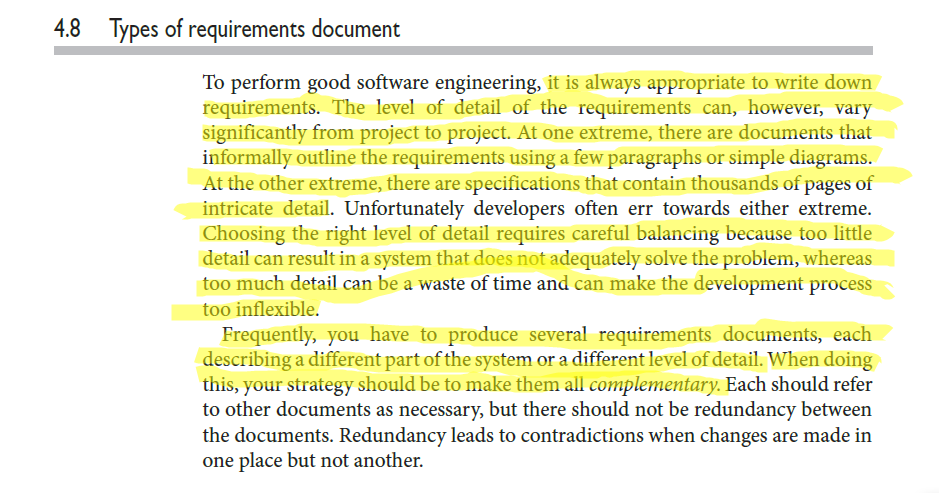 4.8 Types of requirements document
To perform good software engineering, it is always appropriate to write down
requirements. The level of detail of the requirements can, however, vary
significantly from project to project. At one extreme, there are documents that
informally outline the requirements using a few paragraphs or simple diagrams.
At the other extreme, there are specifications that contain thousands of pages of
intricate detail. Unfortunately developers often err towards either extreme.
Choosing the right level of detail requires careful balancing because too little
detail can result in a system that does not adequately solve the problem, whereas
too much detail can be a waste of time and can make the development process
too inflexible.
Frequently, you have to produce several requirements documents, each
describing a different part of the system or a different level of detail. When doing
this, your strategy should be to make them all complementary. Each should refer
to other documents as necessary, but there should not be redundancy between
the documents. Redundancy leads to contradictions when changes are made in
one place but not another.